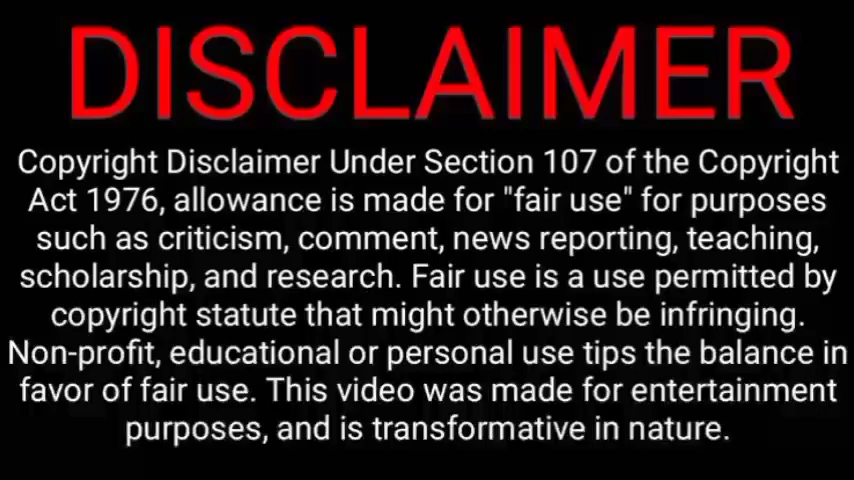 DISCLAIMER
Copyright Disclaimer Under Section 107 of the Copyright
Act 1976, allowance is made for "fair use" for purposes
such as criticism, comment, news reporting, teaching,
scholarship, and research. Fair use is a use permitted by
copyright statute that might otherwise be infringing.
Non-profit, educational or personal use tips the balance in
favor of fair use. This video was made for entertainment
purposes, and is transformative in nature.